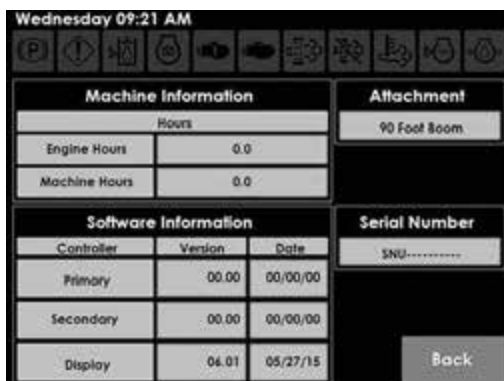 Wednesday 09:21 AM
Machine Information
Hours
Engine Hours 0.0
Machine Hours 0.0
Attachment
90 Foot Boom
Software Information
Controller Version Date
Primary 00.00 00/00/00
Secondary 00.00 00/00/00
Display 06.01 05/27/15
Serial Number
SNU----------
Back